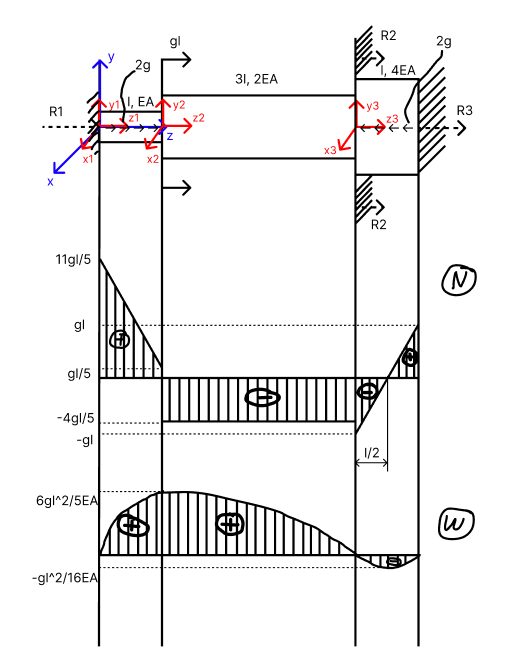 gl
R2
2g
y
2g
3l, 2EA
l, 4EA
R1
y1
l, EA
y2
y3
z1
z
z2
z3
R3
x1
x2
x3
x
R2
11gl/5
N
gl
+
+
gl/5
-
-
-4gl/5
-gl
l/2
6gl^2/5EA
+
+
W
-
-gl^2/16EA